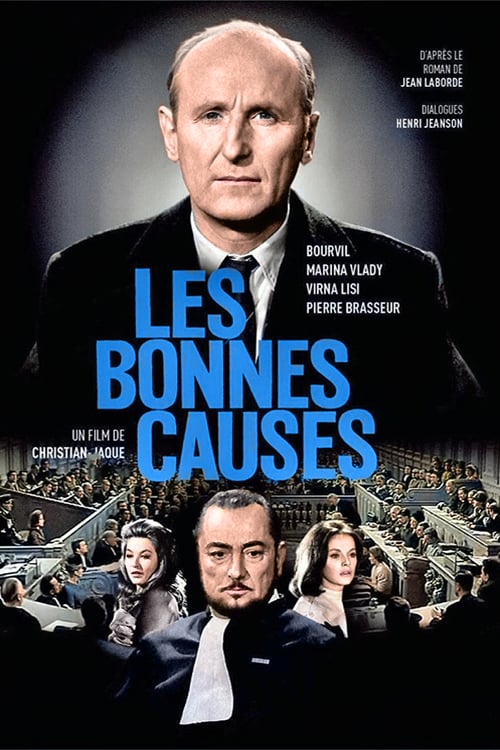 D'APRÈS LE
ROMAN DE
JEAN LABORDE
DIALOGUES
HENRI JEANSON
BOURVIL
MARINA VLADY
VIRNA LISI
PIERRE BRASSEUR
LES
BONNES
CAUSES
UN FILM DE
CHRISTIAN-JAQUE